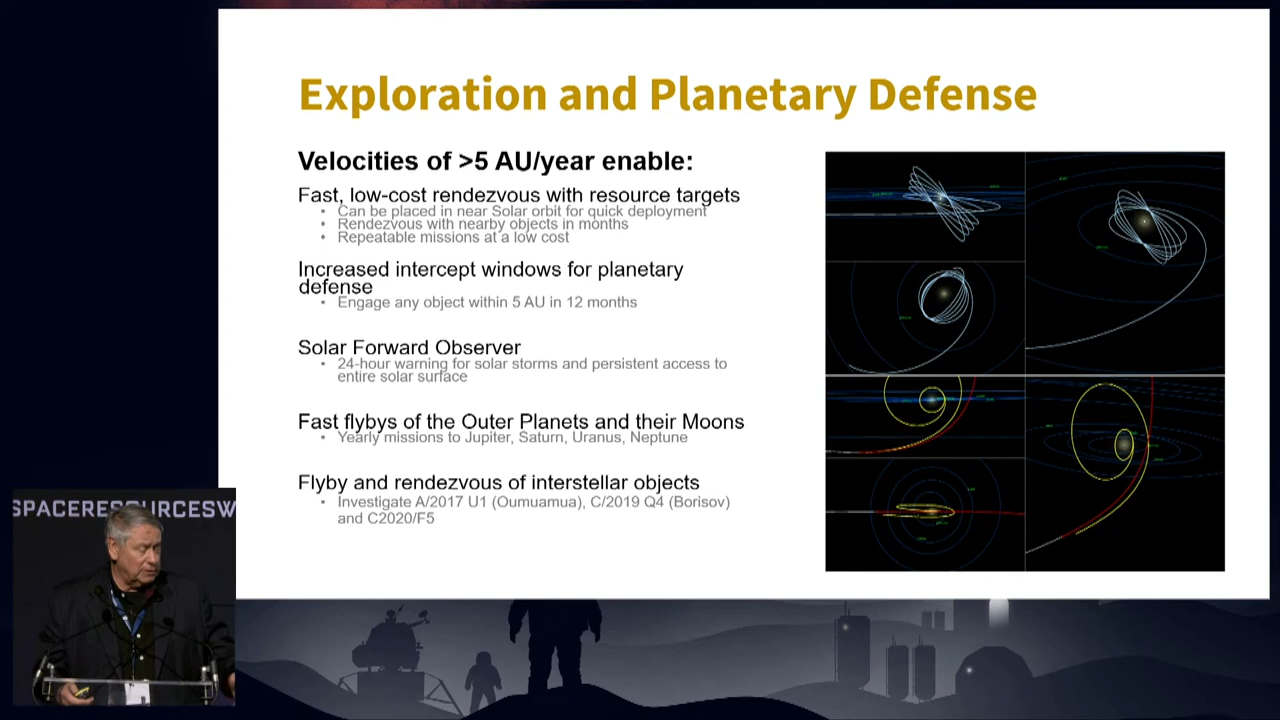 Exploration and Planetary Defense
Velocities of >5 AU/year enable:
Fast, low-cost rendezvous with resource targets
• Can be placed in near Solar orbit for quick deployment
• Rendezvous with nearby objects in months
• Repeatable missions at a low cost
Increased intercept windows for planetary
defense
• Engage any object within 5 AU in 12 months
Solar Forward Observer
• 24-hour warning for solar storms and persistent access to
entire solar surface
Fast flybys of the Outer Planets and their Moons
• Yearly missions to Jupiter, Saturn, Uranus, Neptune
Flyby and rendezvous of interstellar objects
• Investigate A/2017 U1 (Oumuamua), C/2019 Q4 (Borisov)
and C2020/F5
SPACERESOURCESW